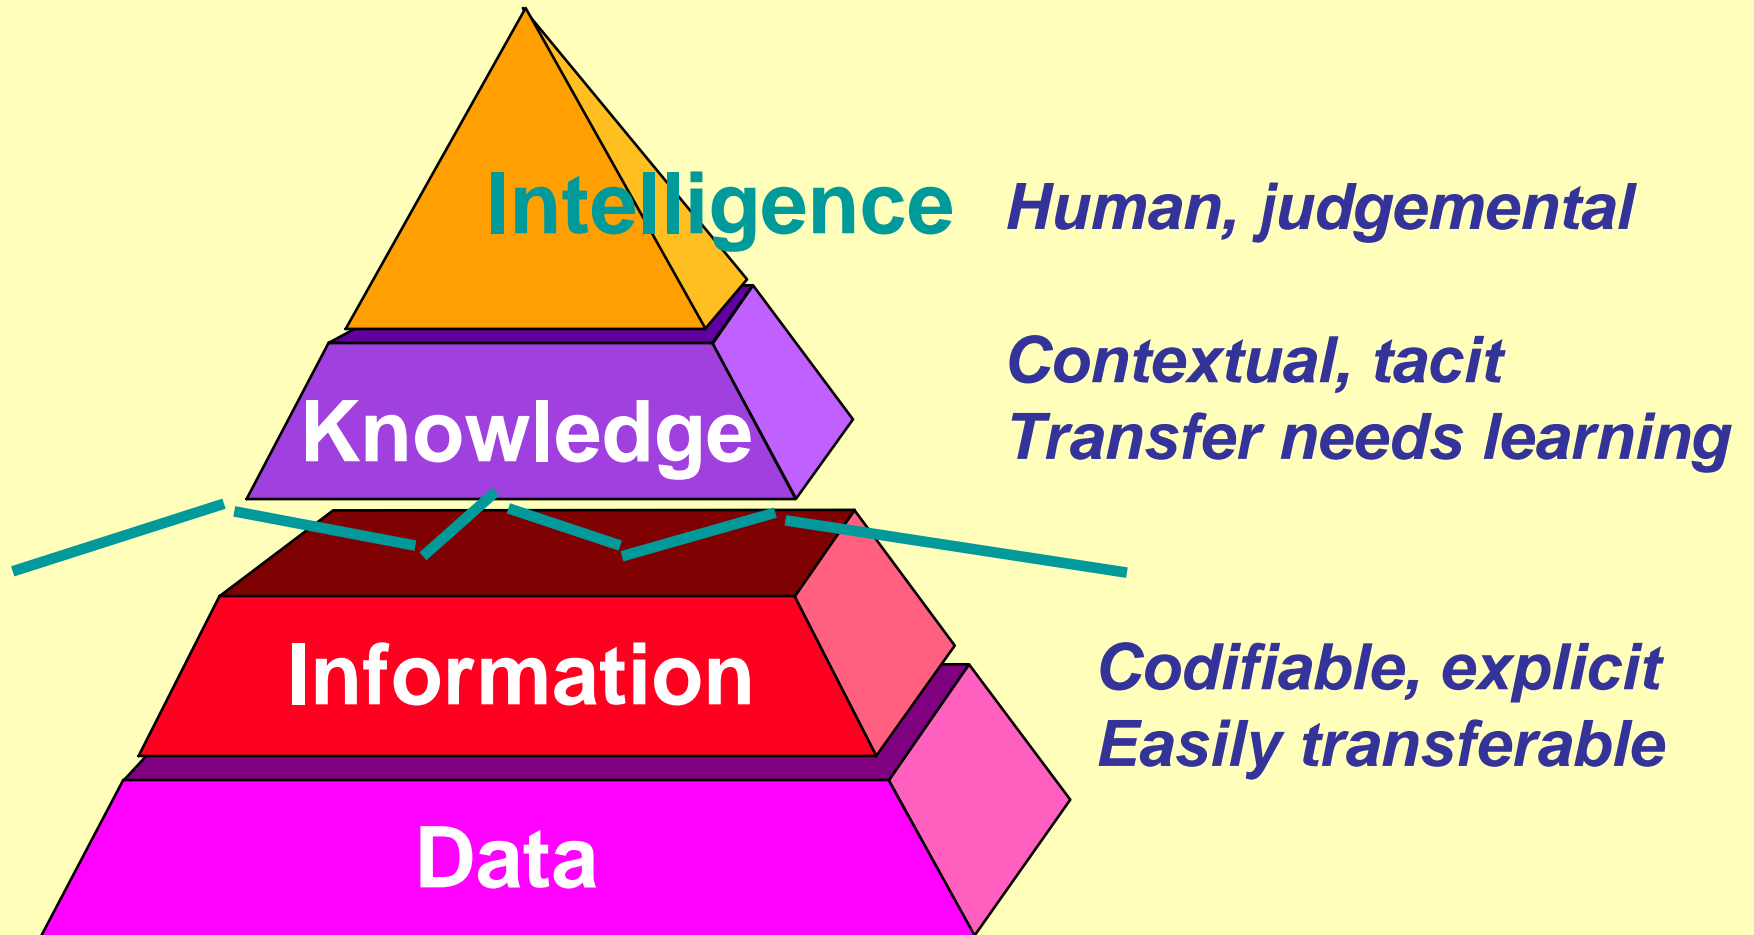 Intelligence
Human, judgemental
Knowledge
Contextual, tacit
Transfer needs learning
Information
Codifiable, explicit
Easily transferable
Data